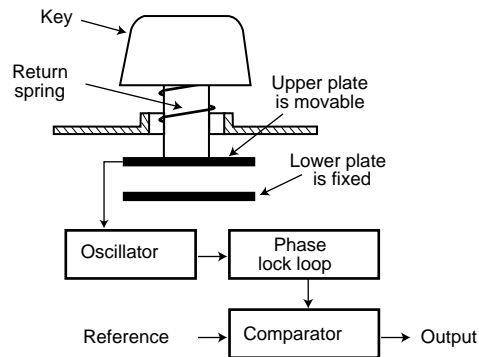 Key
Return
spring
Upper plate
is movable
Lower plate
is fixed
Oscillator
Phase
lock loop
Reference
Comparator
Output